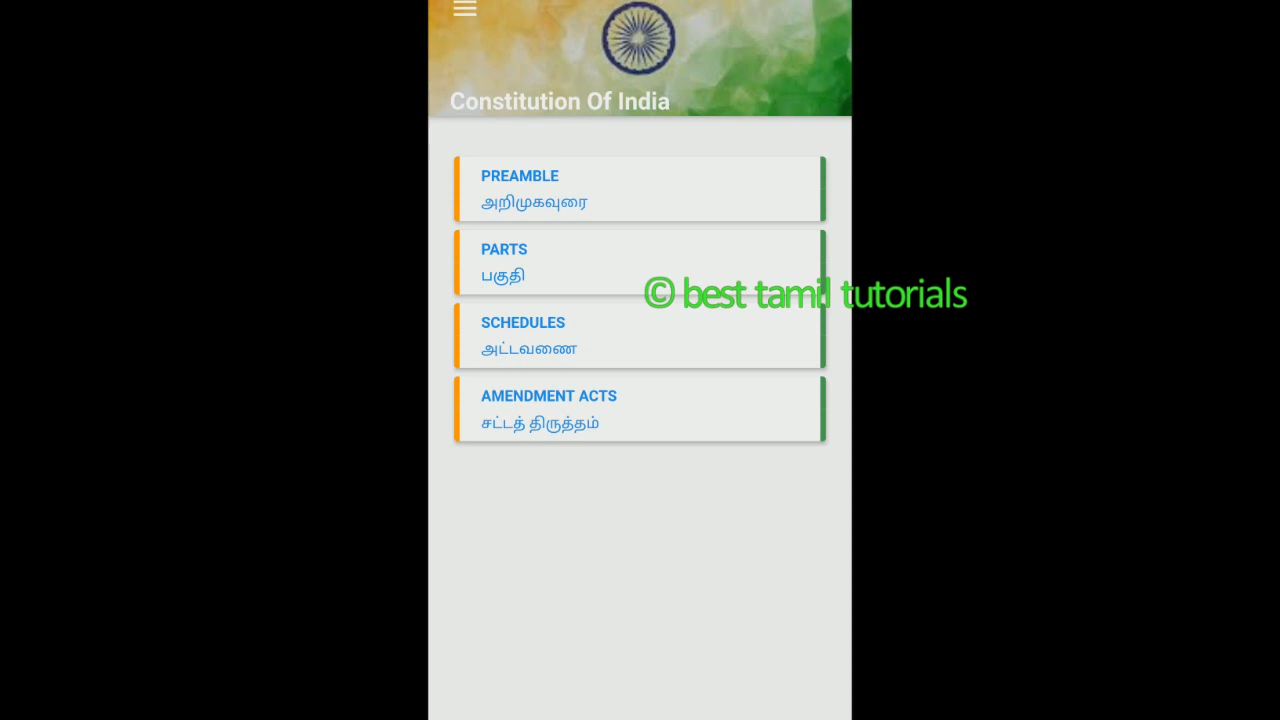 Constitution Of India
PREAMBLE
அறிமுகவுரை
PARTS
பகுதி
© best tamil tutorials
SCHEDULES
அட்டவணை
AMENDMENT ACTS
சட்டத் திருத்தம்